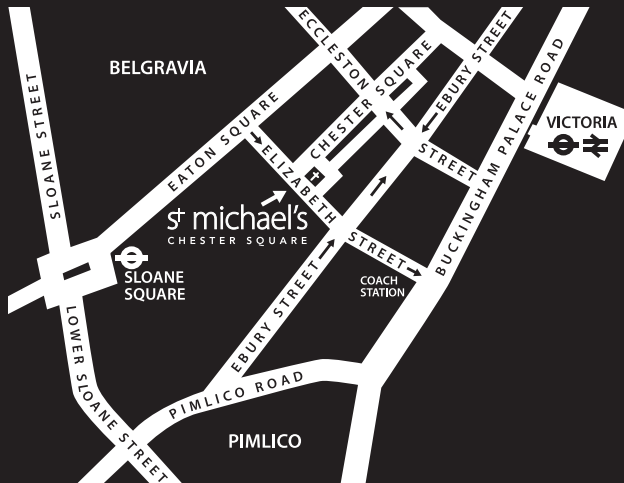 ECCLESTON
EBURY STREET
BELGRAVIA
SLOANE STREET
CHESTER SQUARE
BUCKINGHAM PALACE ROAD
EATON SQUARE
VICTORIA
STREET
ELIZABETH
st michael's
CHESTER SQUARE
STREET
SLOANE
SQUARE
COACH
STATION
EBURY STREET
LOWER SLOANE STREET
PIMLICO ROAD
PIMLICO